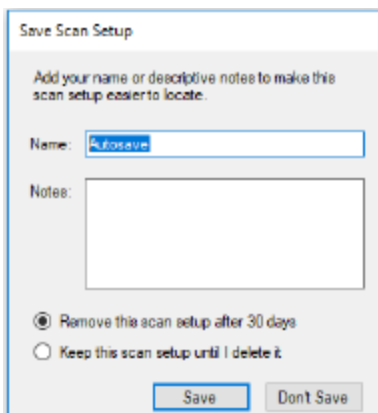 Save Scan Setup
Add your name or descriptive notes to make this
scan setup easier to locate.
Name: Autosave
Notes:
Remove this scan setup after 30 days
Keep this scan setup until I delete it
Save Don't Save